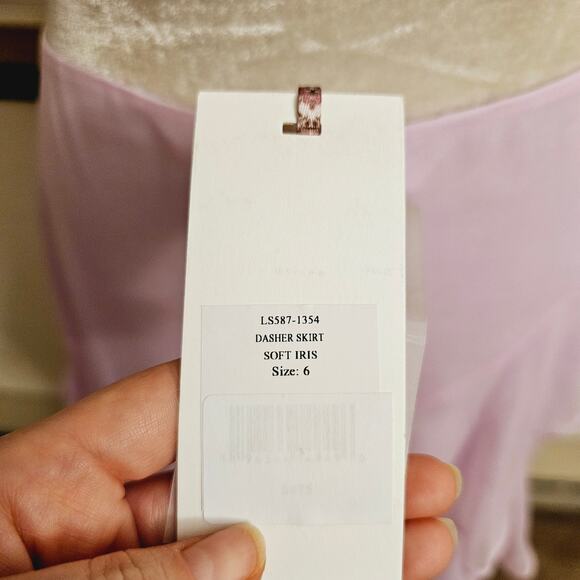 LS587-1354
DASHER SKIRT
SOFT IRIS
Size: 6